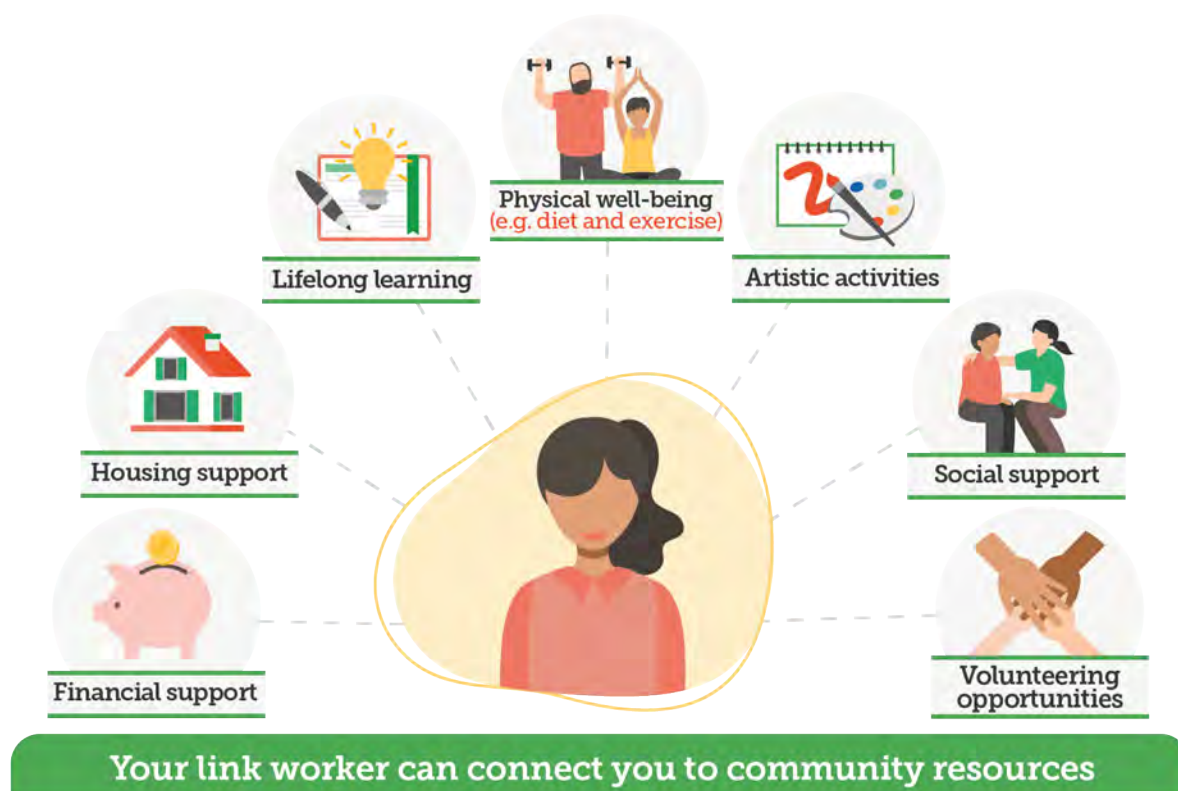 Physical well-being
(e.g. diet and exercise)
Lifelong learning
Artistic activities
Housing support
Social support
Financial support
Volunteering
opportunities
Your link worker can connect you to community resources